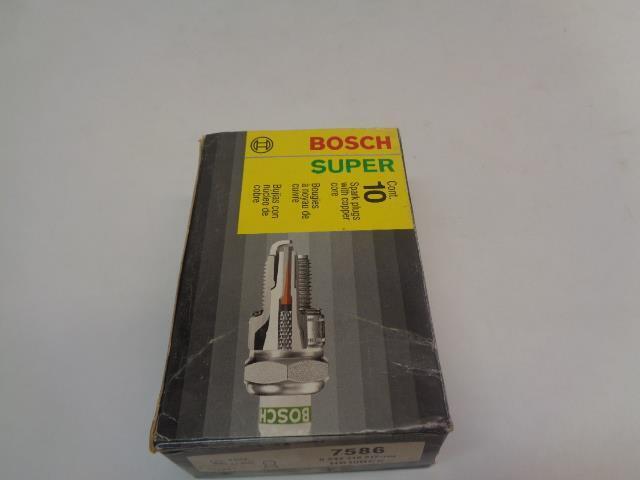 BOSCH
SUPER
Cont.
10
Spark plugs
with copper
core
Bougies
à noyau de
cuivre
Bujías con
núcleo de
cobre
BOSCH
7586